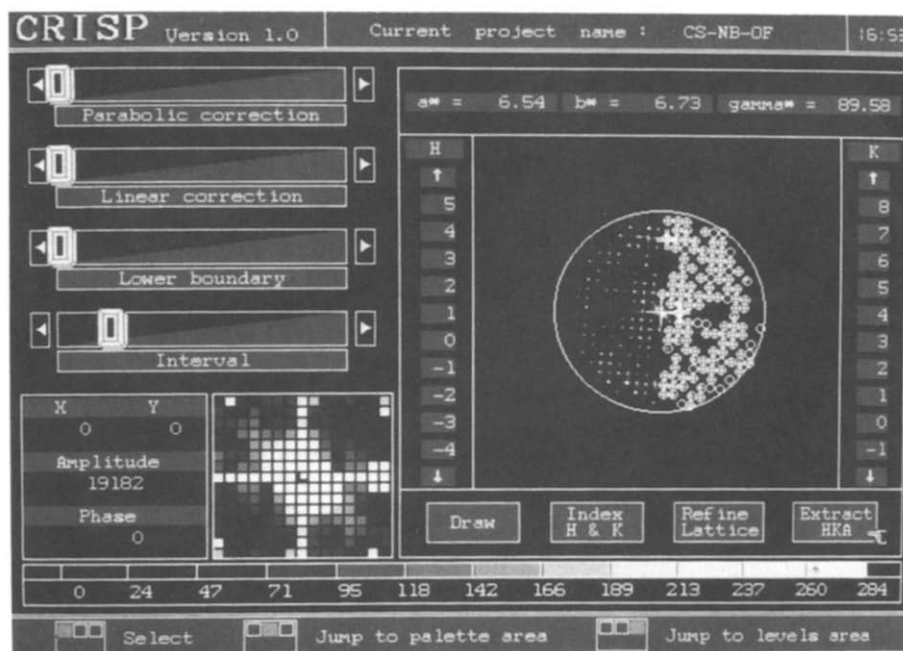 CRISP Version 1.0 Current project name : CS-NB-OF 16:53
Parabolic correction
Linear correction
Lower boundary
Interval
a* = 6.54 b* = 6.73 gamma* = 89.58
H
5
4
3
2
1
0
-1
-2
-3
-4
K
8
7
6
5
4
3
2
1
0
-1
X Y
0 0
Amplitude
19182
Phase
0
Draw
Index
H & K
Refine
Lattice
Extract
HKA
0 24 47 71 95 118 142 166 189 213 237 260 284
Select Jump to palette area Jump to levels area